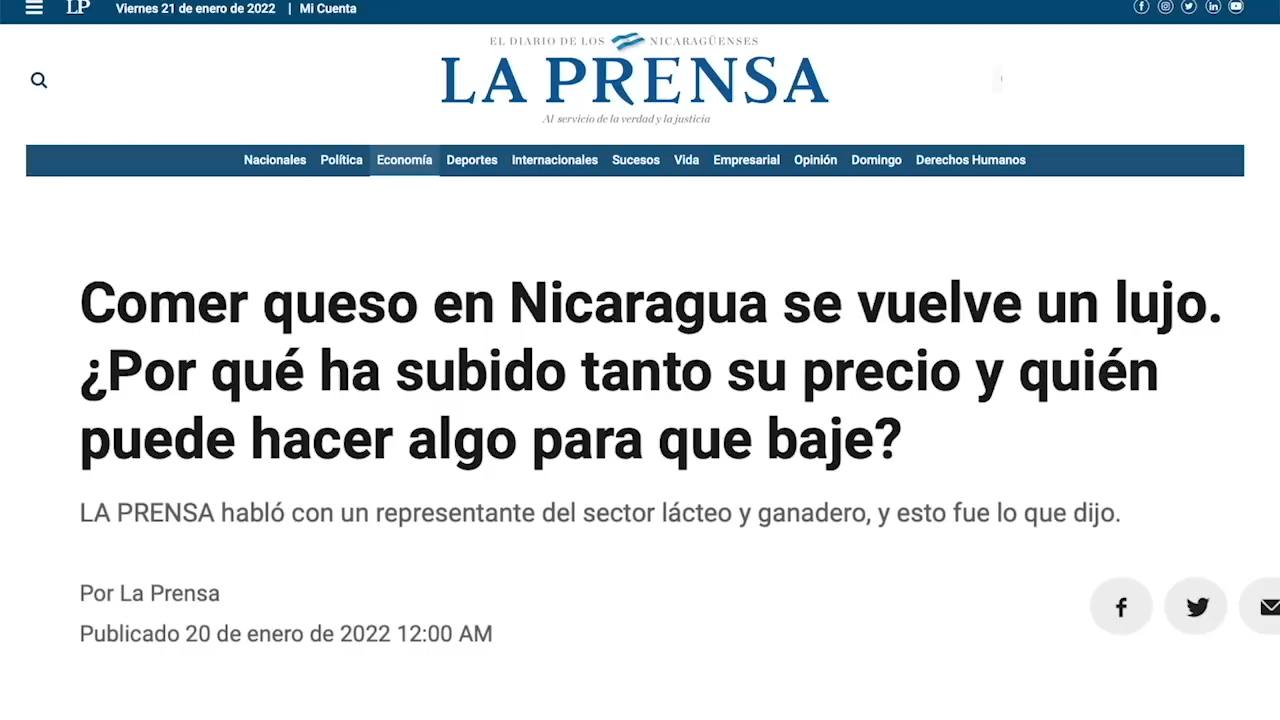 LP Viernes 21 de enero de 2022 | Mi Cuenta
EL DIARIO DE LOS NICARAGÜENSES
LA PRENSA
Al servicio de la verdad y la justicia
Nacionales Política Economía Deportes Internacionales Sucesos Vida Empresarial Opinión Domingo Derechos Humanos
Comer queso en Nicaragua se vuelve un lujo.
¿Por qué ha subido tanto su precio y quién
puede hacer algo para que baje?
LA PRENSA habló con un representante del sector lácteo y ganadero, y esto fue lo que dijo.
Por La Prensa
Publicado 20 de enero de 2022 12:00 AM